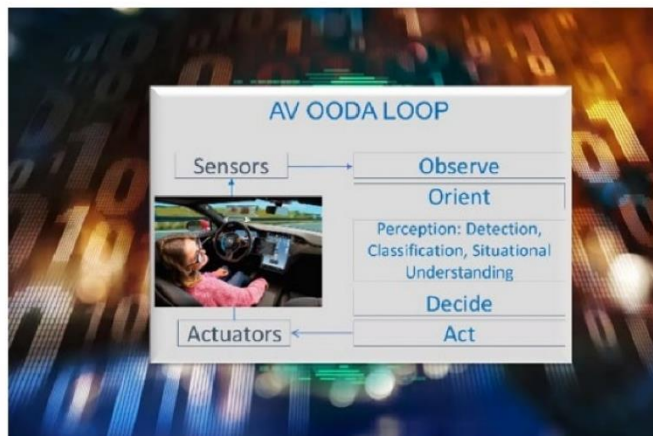 AV OODA LOOP
Sensors
Observe
Orient
Perception: Detection,
Classification, Situational
Understanding
Decide
Actuators
Act